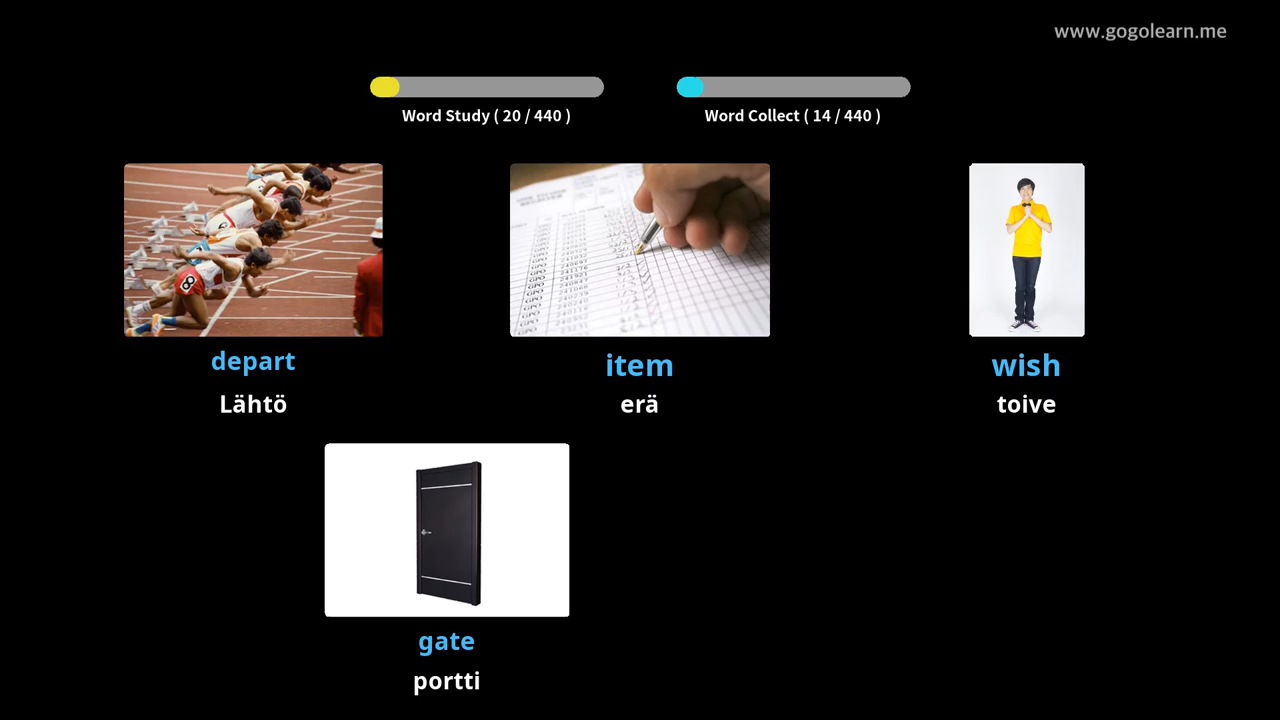 www.gogolearn.me
Word Study ( 20 / 440 )
Word Collect ( 14 / 440 )
depart
Lähtö
item
erä
wish
toive
gate
portti